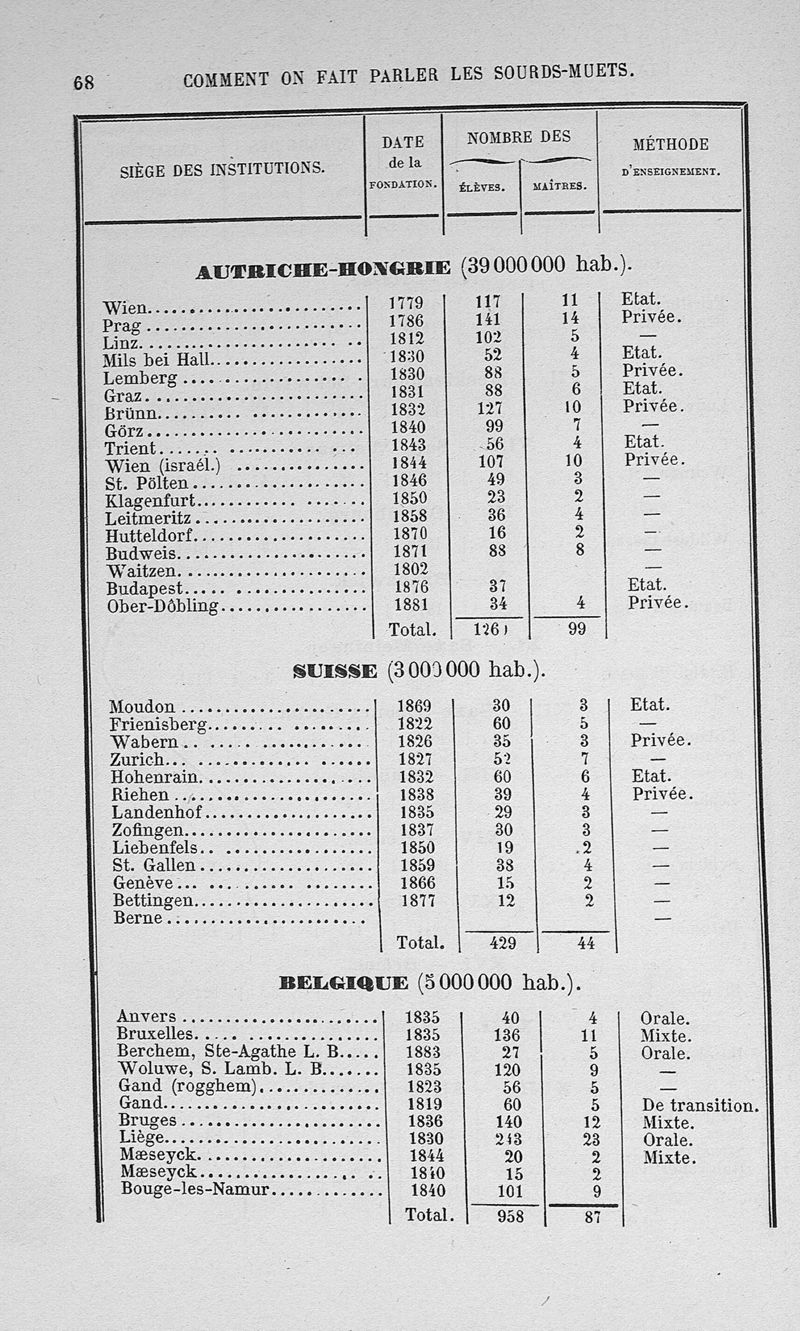 68 COMMENT ON FAIT PARLER LES SOURDS-MUETS.
SIÈGE DES INSTITUTIONS. DATE de la FONDATION. NOMBRE DES ÉLÈVES. MAÎTRES. MÉTHODE D'ENSEIGNEMENT.
AUTRICHE-HONGRIE (39 000 000 hab.).
Wien 1779 117 11 Etat.
Prag 1786 141 14 Privée.
Linz 1812 102 5 —
Mils bei Hall 1830 52 4 Etat.
Lemberg 1830 88 5 Privée.
Graz 1831 88 6 Etat.
Brünn 1832 127 10 Privée.
Görz 1840 99 7 —
Trient 1843 56 4 Etat.
Wien (israél.) 1844 107 10 Privée.
St. Pölten 1846 49 3 —
Klagenfurt 1850 23 2 —
Leitmeritz 1858 36 4 —
Hutteldorf 1870 16 2 —
Budweis 1871 88 8 —
Waitzen 1802 —
Budapest 1876 37 Etat.
Ober-Döbling 1881 34 4 Privée.
Total. 1261 99
SUISSE (3 000 000 hab.).
Moudon 1869 30 3 Etat.
Frienisberg 1822 60 5 —
Wabern 1826 35 3 Privée.
Zurich 1827 52 7 —
Hohenrain 1832 60 6 Etat.
Riehen 1838 39 4 Privée.
Landenhof 1835 29 3 —
Zofingen 1837 30 3 —
Liebenfels 1850 19 2 —
St. Gallen 1859 38 4 —
Genève 1866 15 2 —
Bettingen 1877 12 2 —
Berne —
Total. 429 44
BELGIQUE (5 000 000 hab.).
Anvers 1835 40 4 Orale.
Bruxelles 1835 136 11 Mixte.
Berchem, Ste-Agathe L. B. 1883 27 5 Orale.
Woluwe, S. Lamb. L. B. 1835 120 9 —
Gand (rogghem) 1823 56 5 —
Gand 1819 60 5 De transition.
Bruges 1836 140 12 Mixte.
Liège 1830 243 23 Orale.
Mæseyck 1844 20 2 Mixte.
Mæseyck 1840 15 2
Bouge-les-Namur 1840 101 9
Total. 958 87